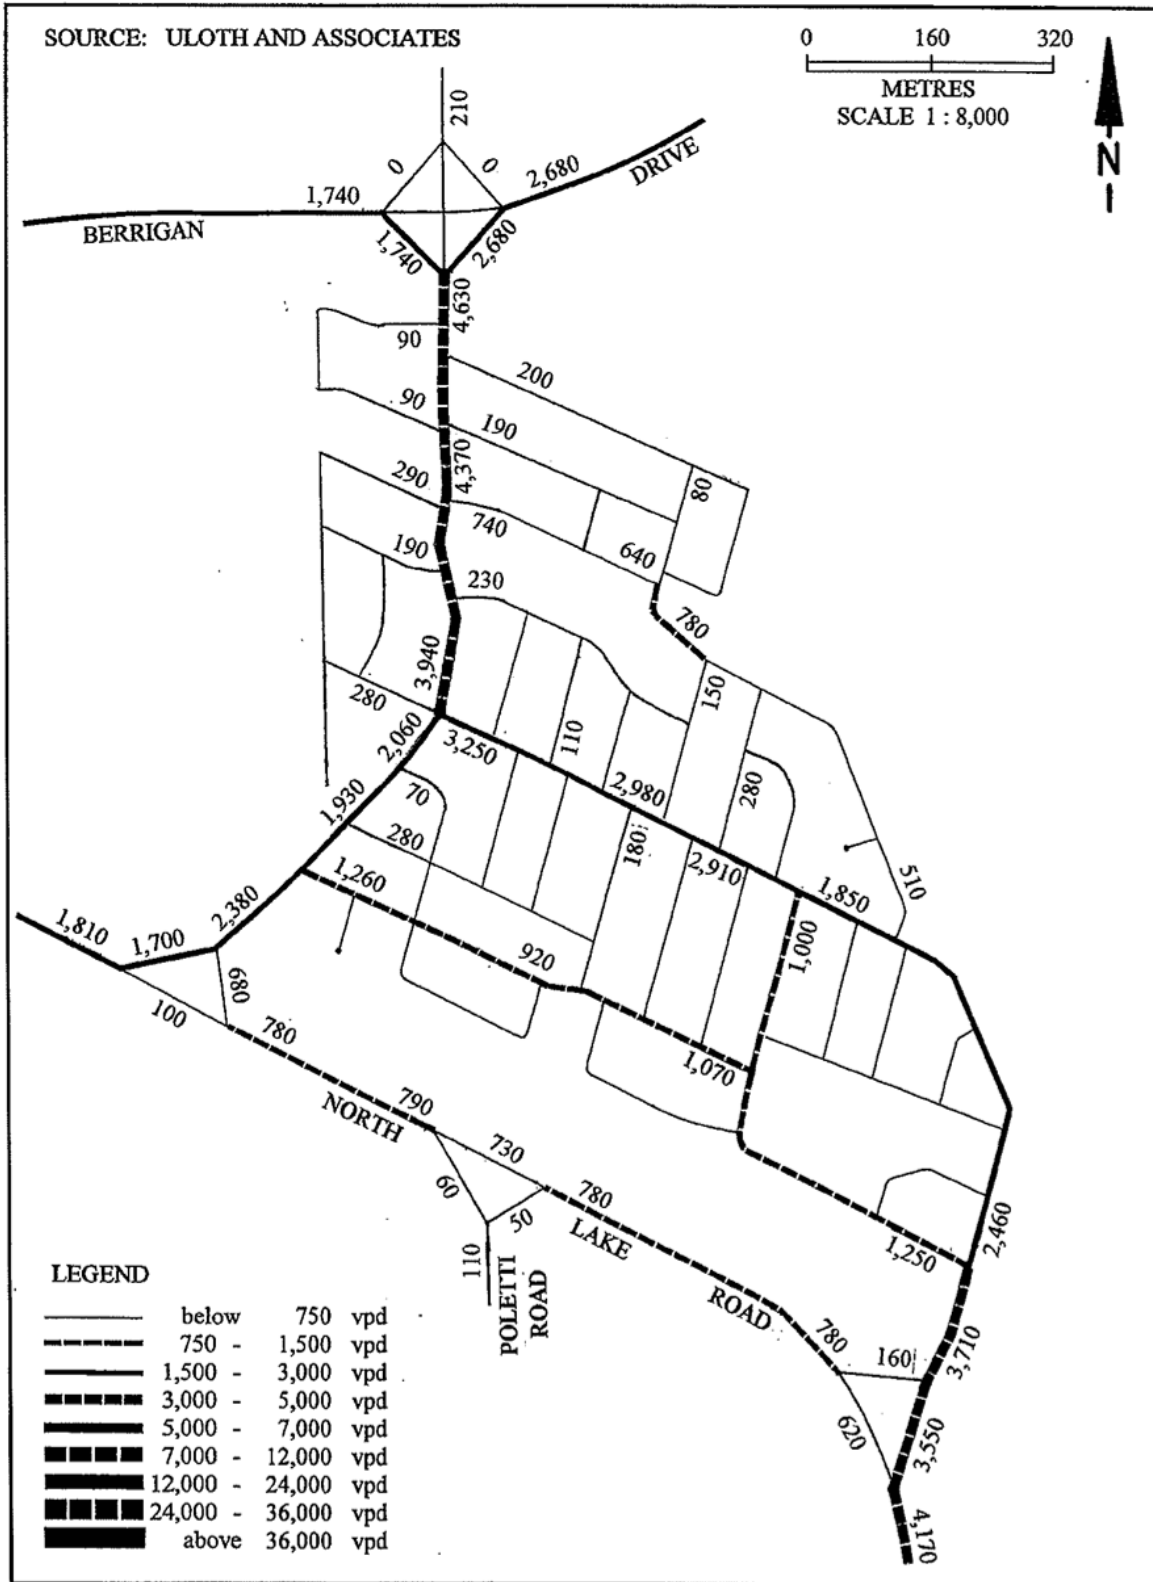 SOURCE: ULOTH AND ASSOCIATES
0 160 320
METRES
SCALE 1 : 8,000
N
210
0
0
2,680
DRIVE
1,740
BERRIGAN
1,740
2,680
4,630
90
200
90
190
4,370
290
740
80
190
640
230
780
3,940
150
280
2,060
3,250
110
2,980
280
1,930
70
280
180
2,910
1,850
510
1,260
2,380
1,810
1,700
920
1,000
680
100
780
1,070
790
NORTH
730
60
780
50
LAKE
110
POLETTI
ROAD
2,460
1,250
ROAD
780
160
3,710
620
3,550
4,170
LEGEND
below 750 vpd
750 - 1,500 vpd
1,500 - 3,000 vpd
3,000 - 5,000 vpd
5,000 - 7,000 vpd
7,000 - 12,000 vpd
12,000 - 24,000 vpd
24,000 - 36,000 vpd
above 36,000 vpd